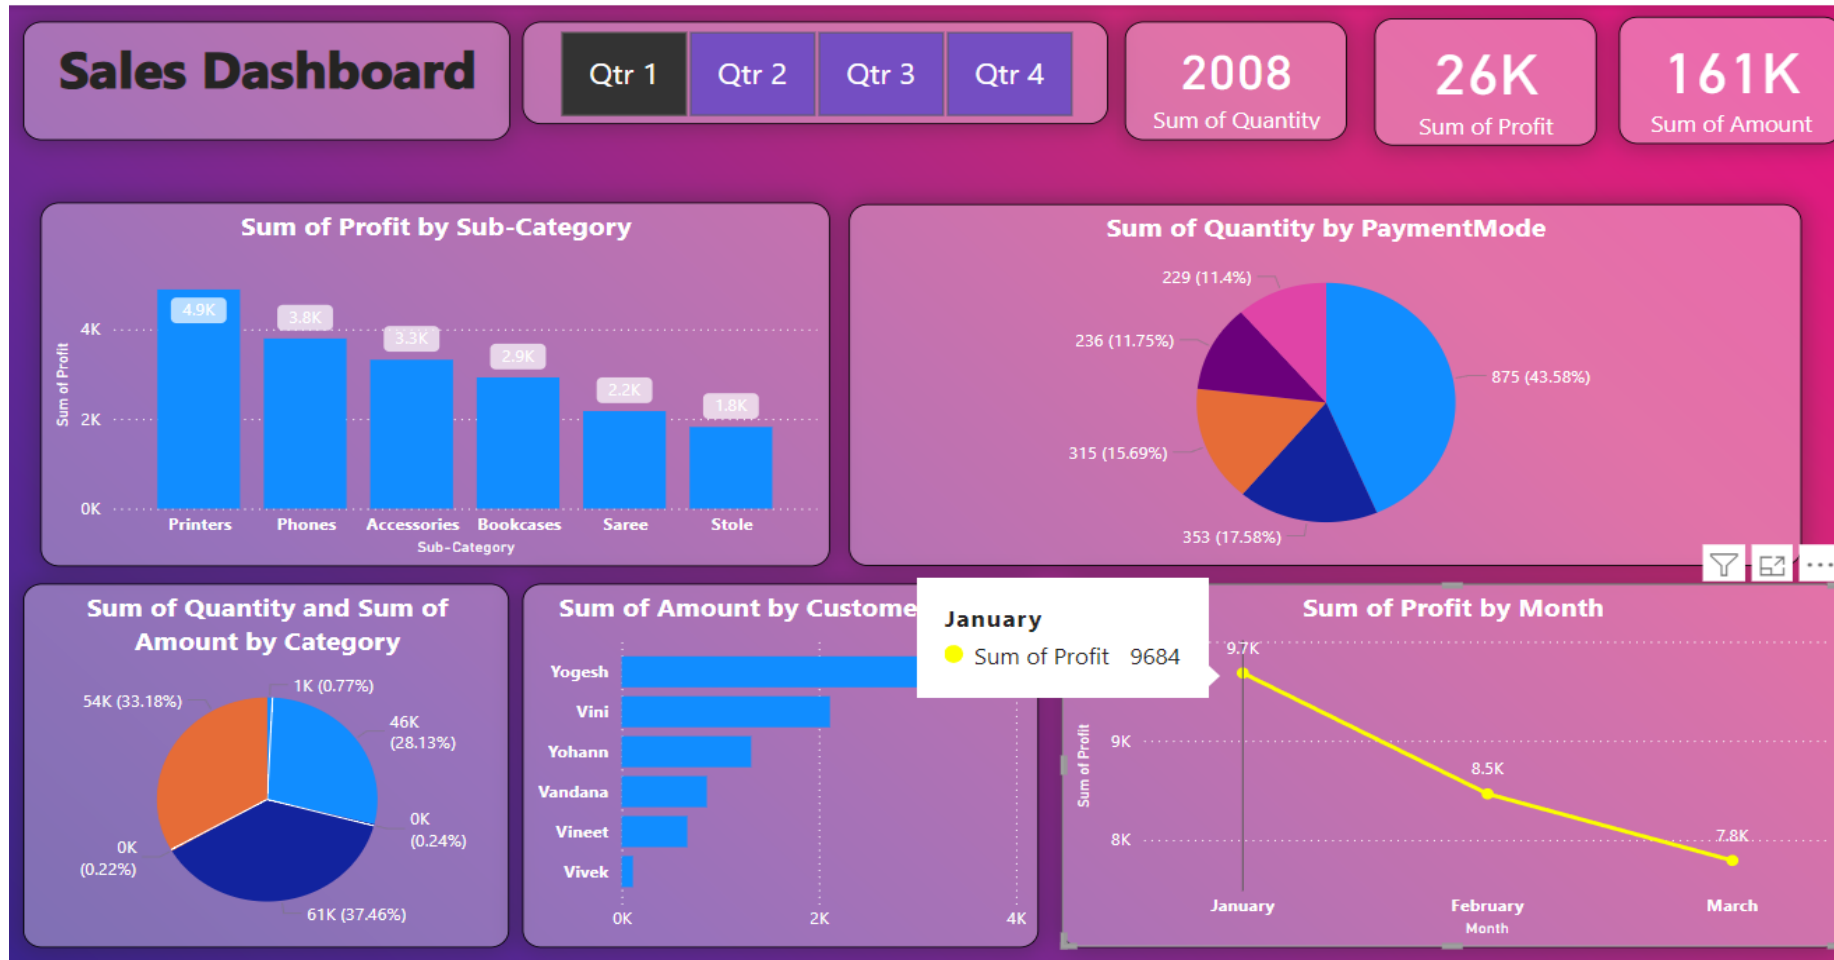 Sales Dashboard
Qtr 1
Qtr 2
Qtr 3
Qtr 4
2008
Sum of Quantity
26K
Sum of Profit
161K
Sum of Amount
Sum of Profit by Sub-Category
Sum of Profit
4K
2K
0K
4.9K
3.8K
3.3K
2.9K
2.2K
1.8K
Printers
Phones
Accessories
Bookcases
Saree
Stole
Sub-Category
Sum of Quantity by PaymentMode
229 (11.4%)
236 (11.75%)
315 (15.69%)
353 (17.58%)
875 (43.58%)
Sum of Quantity and Sum of
Amount by Category
54K (33.18%)
1K (0.77%)
46K
(28.13%)
0K
(0.24%)
0K
(0.22%)
61K (37.46%)
Sum of Amount by Custome
Yogesh
Vini
Yohann
Vandana
Vineet
Vivek
0K
2K
4K
January
Sum of Profit 9684
Sum of Profit by Month
Sum of Profit
9K
8K
9.7K
8.5K
7.8K
January
February
March
Month